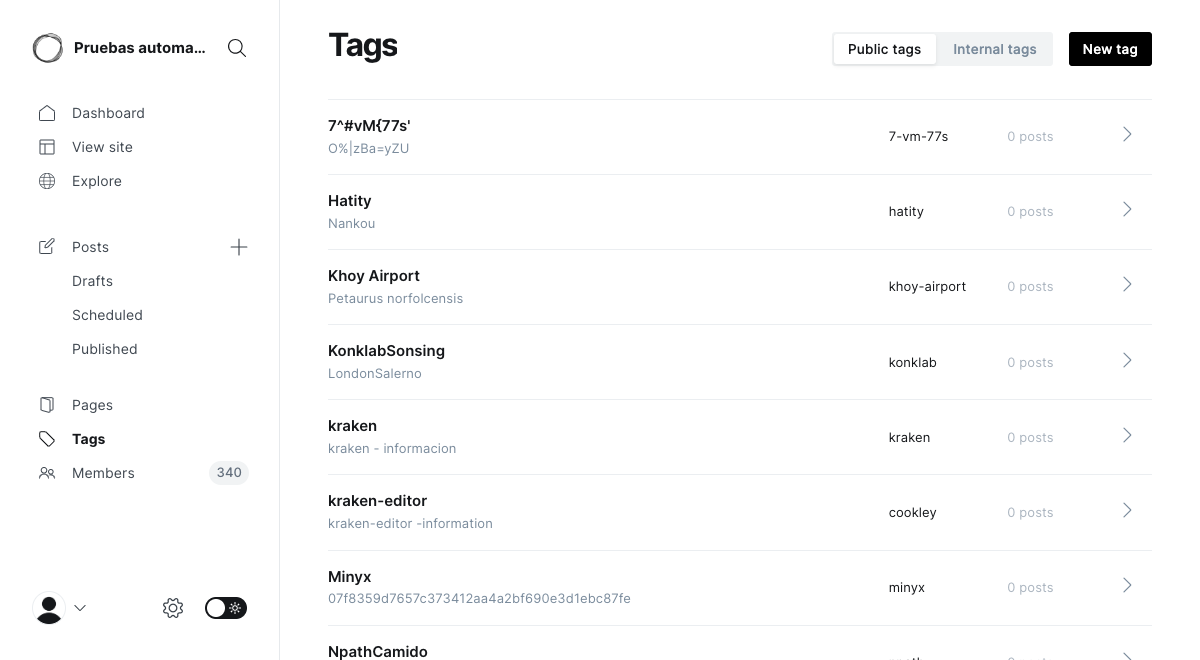 Pruebas automa...
Dashboard
View site
Explore
Posts
Drafts
Scheduled
Published
Pages
Tags
Members 340
Tags
Public tags Internal tags New tag
7^#vM{77s'
O%|zBa=yZU
7-vm-77s 0 posts
Hatity
Nankou
hatity 0 posts
Khoy Airport
Petaurus norfolcensis
khoy-airport 0 posts
KonklabSonsing
LondonSalerno
konklab 0 posts
kraken
kraken - informacion
kraken 0 posts
kraken-editor
kraken-editor -information
cookley 0 posts
Minyx
07f8359d7657c373412aa4a2bf690e3d1ebc87fe
minyx 0 posts
NpathCamido